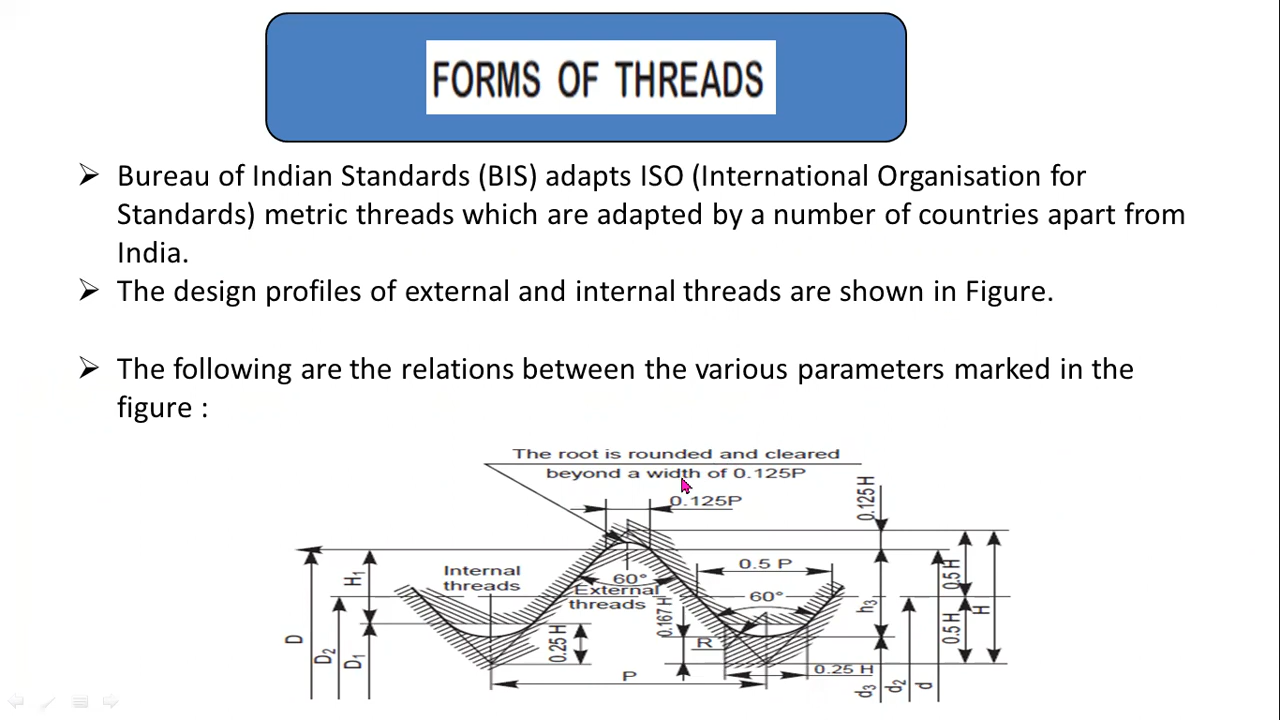 FORMS OF THREADS
Bureau of Indian Standards (BIS) adapts ISO (International Organisation for
Standards) metric threads which are adapted by a number of countries apart from
India.
The design profiles of external and internal threads are shown in Figure.
The following are the relations between the various parameters marked in the
figure :
The root is rounded and cleared
beyond a width of 0.125P
0.125P
0.125 H
Internal
threads
60°
External
threads
0.5 P
60°
H₁
h₃
0.5 H
H
0.167 H
0.5 H
D
D₂
D₁
0.25 H
R
0.25 H
P
d₃
d₂
d